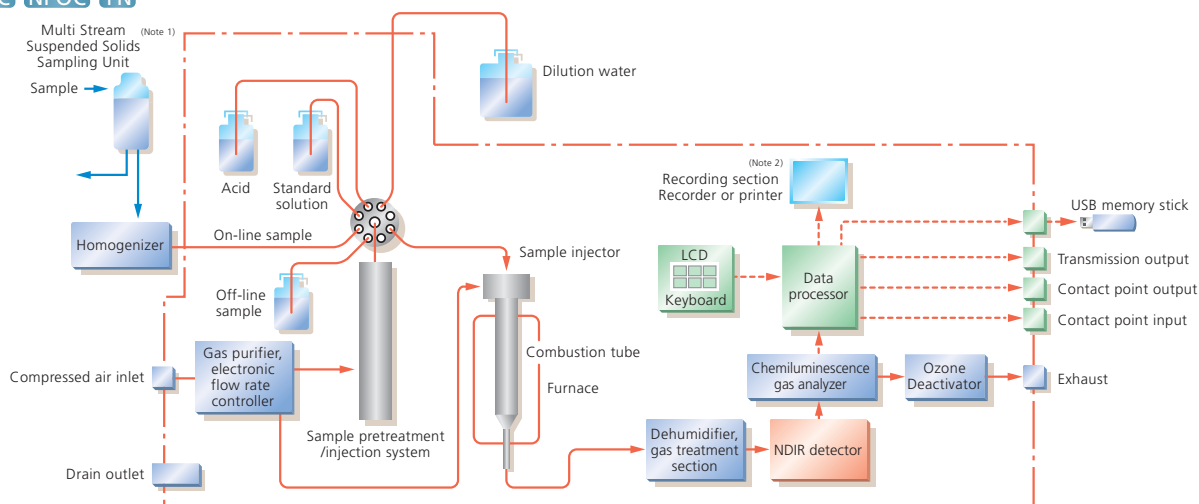 NPOC TN
Multi Stream (Note 1)
Suspended Solids
Sampling Unit
Sample
Dilution water
Acid
Standard
solution
(Note 2)
Recording section
Recorder or printer
USB memory stick
Homogenizer
On-line sample
Sample injector
LCD
Keyboard
Data
processor
Transmission output
Contact point output
Contact point input
Off-line
sample
Gas purifier,
electronic
flow rate
controller
Compressed air inlet
Combustion tube
Furnace
Chemiluminescence
gas analyzer
Ozone
Deactivator
Exhaust
Sample pretreatment
/injection system
Dehumidifier,
gas treatment
section
NDIR detector
Drain outlet